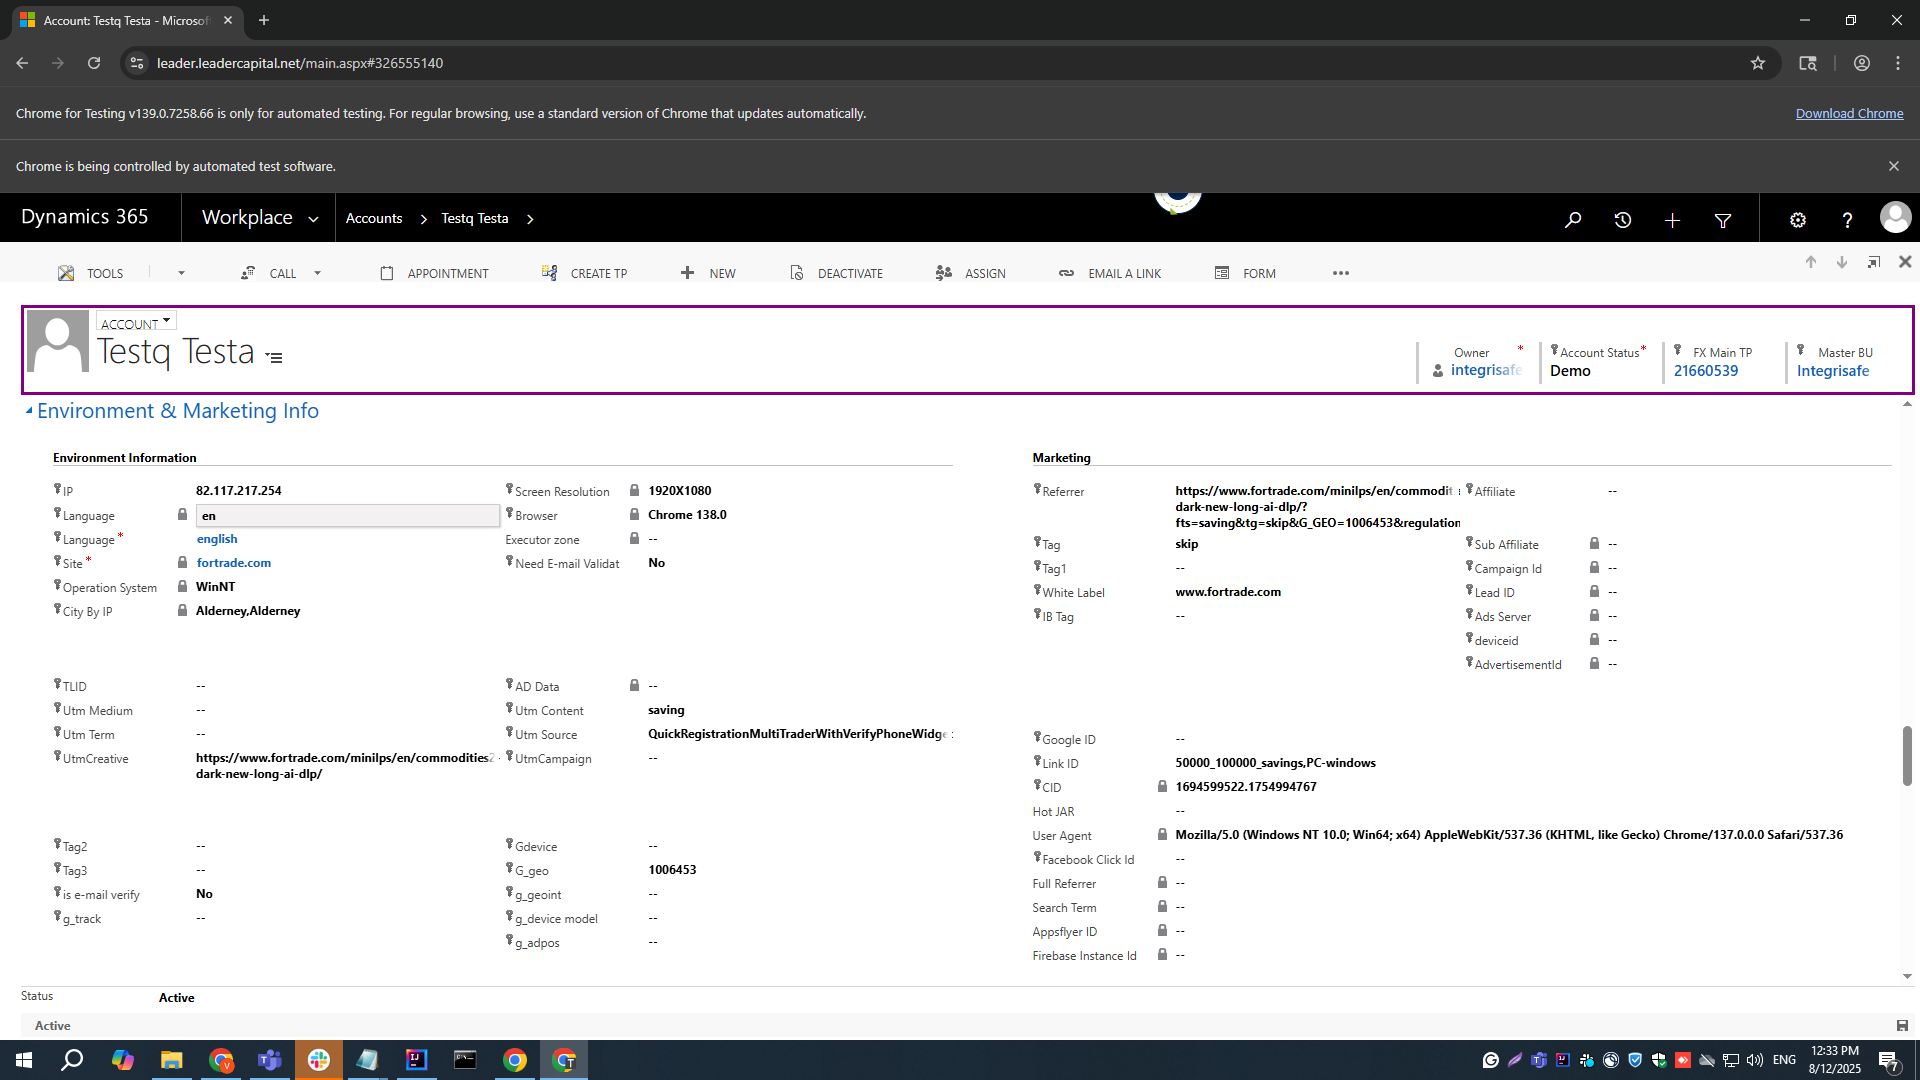 Account: Testq Testa - Microsof
leader.leadercapital.net/main.aspx#326555140
Chrome for Testing v139.0.7258.66 is only for automated testing. For regular browsing, use a standard version of Chrome that updates automatically.
Download Chrome
Chrome is being controlled by automated test software.
Dynamics 365
Workplace
Accounts
Testq Testa
TOOLS
CALL
APPOINTMENT
CREATE TP
NEW
DEACTIVATE
ASSIGN
EMAIL A LINK
FORM
ACCOUNT
Testq Testa
Owner *
integrisafe
Account Status*
Demo
FX Main TP
21660539
Master BU
Integrisafe
Environment & Marketing Info
Environment Information
IP 82.117.217.254
Language en
Language * english
Site * fortrade.com
Operation System WinNT
City By IP Alderney,Alderney
Screen Resolution 1920X1080
Browser Chrome 138.0
Executor zone --
Need E-mail Validat No
TLID --
Utm Medium --
Utm Term --
UtmCreative https://www.fortrade.com/minilps/en/commodities2
dark-new-long-ai-dlp/
AD Data --
Utm Content saving
Utm Source QuickRegistrationMultiTraderWithVerifyPhoneWidge
UtmCampaign --
Tag2 --
Tag3 --
is e-mail verify No
g_track --
Gdevice --
G_geo 1006453
g_geoint --
g_device model --
g_adpos --
Marketing
Referrer https://www.fortrade.com/minilps/en/commodit
dark-new-long-ai-dlp/?
fts=saving&tg=skip&G_GEO=1006453&regulation
Tag skip
Tag1 --
White Label www.fortrade.com
IB Tag --
Affiliate --
Sub Affiliate --
Campaign Id --
Lead ID --
Ads Server --
deviceid --
AdvertisementId --
Google ID --
Link ID 50000_100000_savings,PC-windows
CID 1694599522.1754994767
Hot JAR --
User Agent Mozilla/5.0 (Windows NT 10.0; Win64; x64) AppleWebKit/537.36 (KHTML, like Gecko) Chrome/137.0.0.0 Safari/537.36
Facebook Click Id --
Full Referrer --
Search Term --
Appsflyer ID --
Firebase Instance Id --
Status Active
Active
ENG
12:33 PM
8/12/2025
7